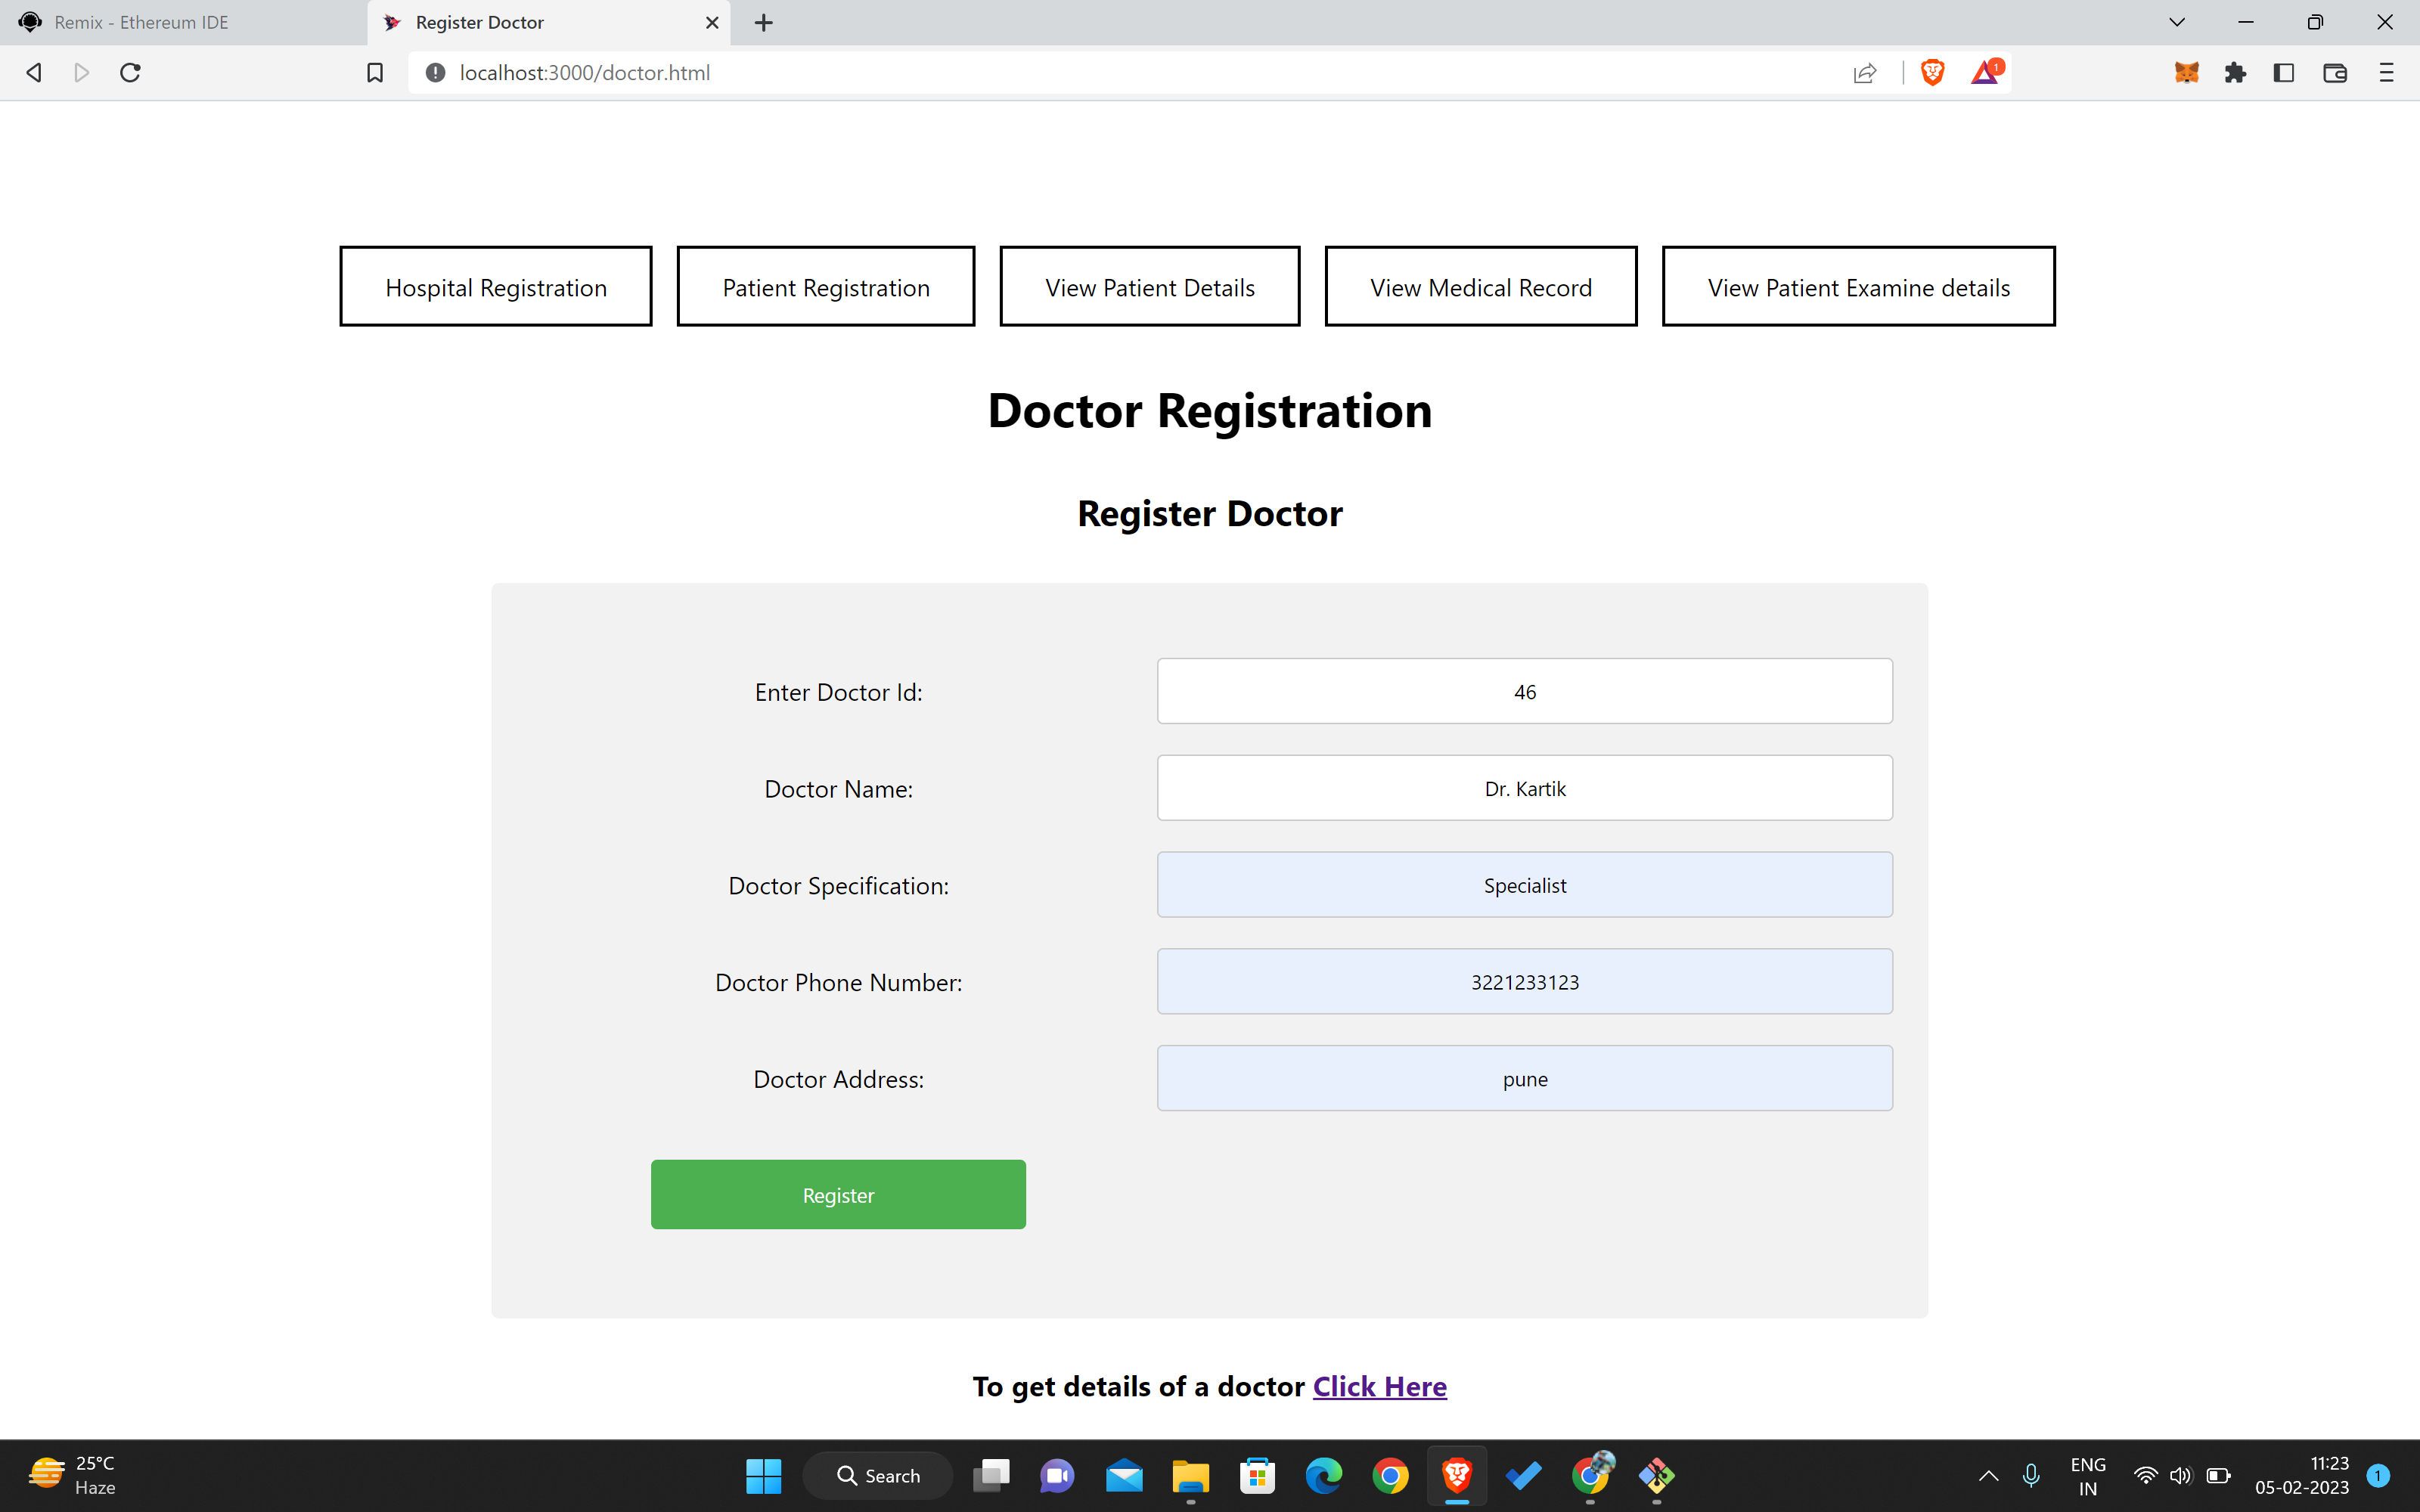 Remix - Ethereum IDE
Register Doctor
localhost:3000/doctor.html
1
Hospital Registration
Patient Registration
View Patient Details
View Medical Record
View Patient Examine details
Doctor Registration
Register Doctor
Enter Doctor Id:
46
Doctor Name:
Dr. Kartik
Doctor Specification:
Specialist
Doctor Phone Number:
3221233123
Doctor Address:
pune
Register
To get details of a doctor Click Here
25°C
Haze
Search
ENG
IN
11:23
05-02-2023
1